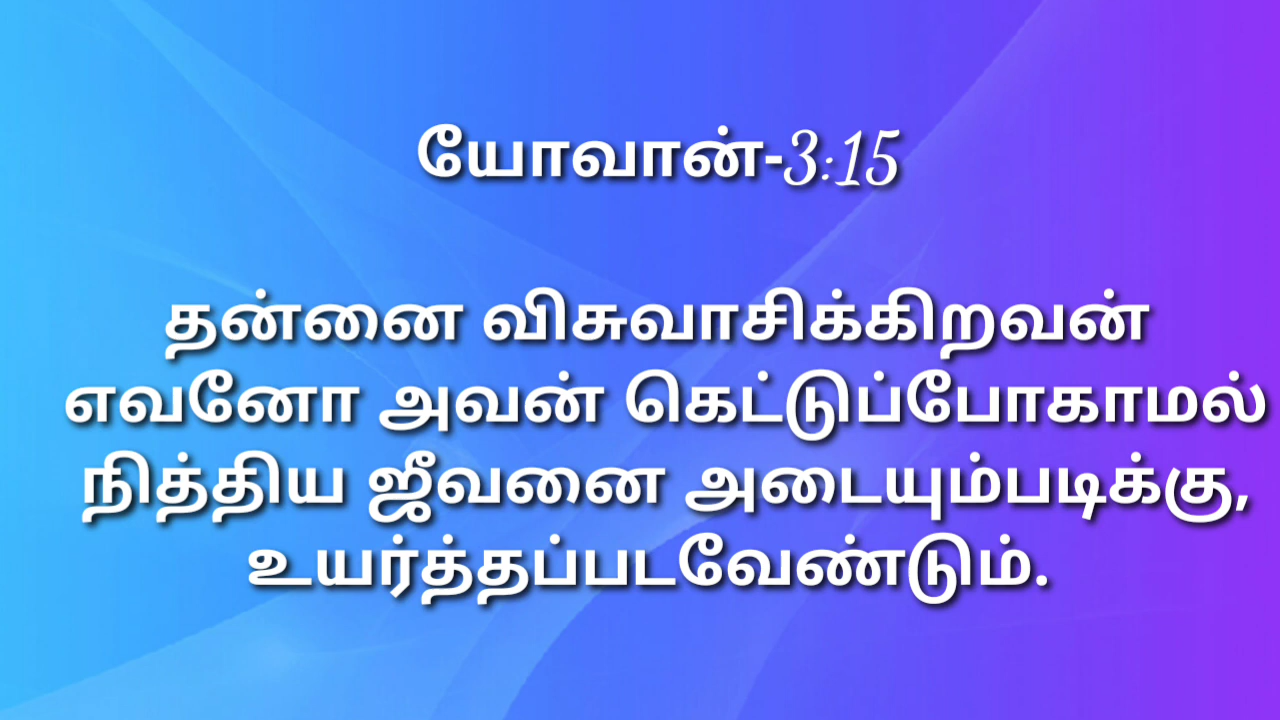 யோவான்-3:15
தன்னை விசுவாசிக்கிறவன்
எவனோ அவன் கெட்டுப்போகாமல்
நித்திய ஜீவனை அடையும்படிக்கு,
உயர்த்தப்படவேண்டும்.